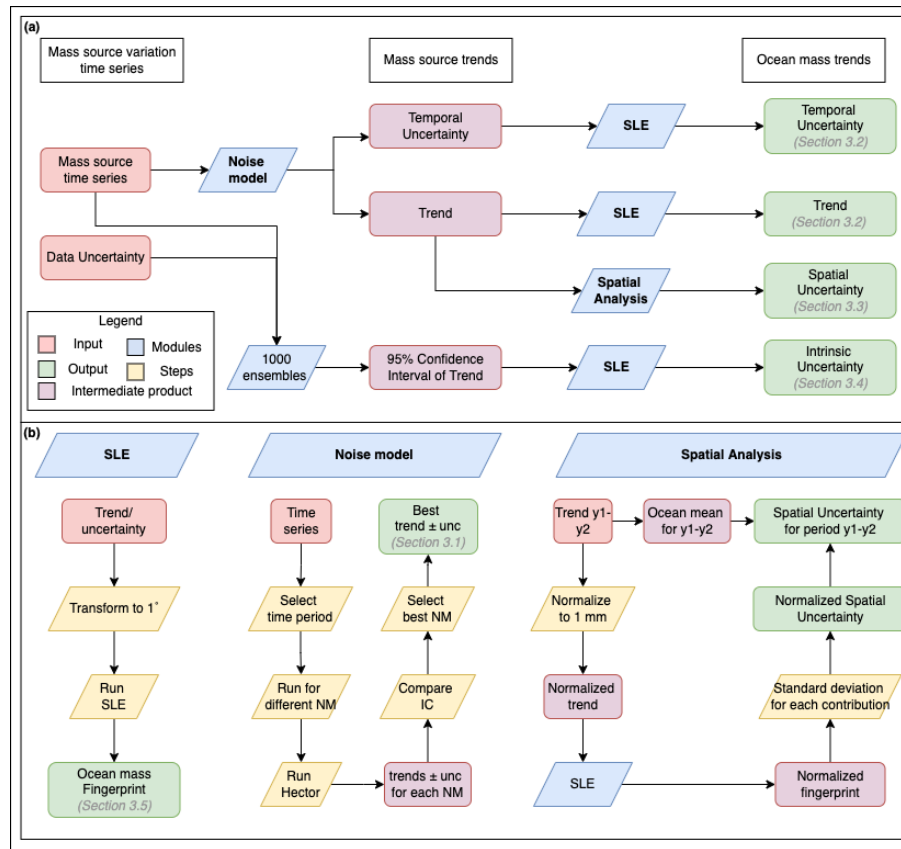 (a)
Mass source variation
time series
Mass source trends
Ocean mass trends
Temporal
Uncertainty
SLE
Temporal
Uncertainty
(Section 3.2)
Mass source
time series
Noise
model
Trend
SLE
Trend
(Section 3.2)
Data Uncertainty
Spatial
Analysis
Spatial
Uncertainty
(Section 3.3)
Legend
Input
Modules
Output
Steps
Intermediate product
1000
ensembles
95% Confidence
Interval of Trend
SLE
Intrinsic
Uncertainty
(Section 3.4)
(b)
SLE
Noise model
Spatial Analysis
Trend/
uncertainty
Transform to 1°
Run
SLE
Ocean mass
Fingerprint
(Section 3.5)
Time
series
Select
time period
Run for
different NM
Run
Hector
trends ± unc
for each NM
Compare
IC
Select
best NM
Best
trend ± unc
(Section 3.1)
Trend y1-
y2
Ocean mean
for y1-y2
Spatial Uncertainty
for period y1-y2
Normalize
to 1 mm
Normalized Spatial
Uncertainty
Normalized
trend
Standard deviation
for each contribution
SLE
Normalized
fingerprint